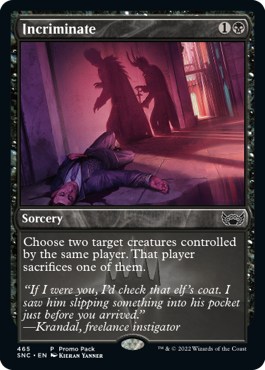 Incriminate 1
Sorcery
Choose two target creatures controlled
by the same player. That player
sacrifices one of them.
“If I were you, I’d check that elf’s coat. I
saw him slipping something into his pocket
just before you arrived.”
—Krandal, freelance instigator
465 P Promo Pack
SNC • EN KIERAN YANNER ™ & © 2022 Wizards of the Coast